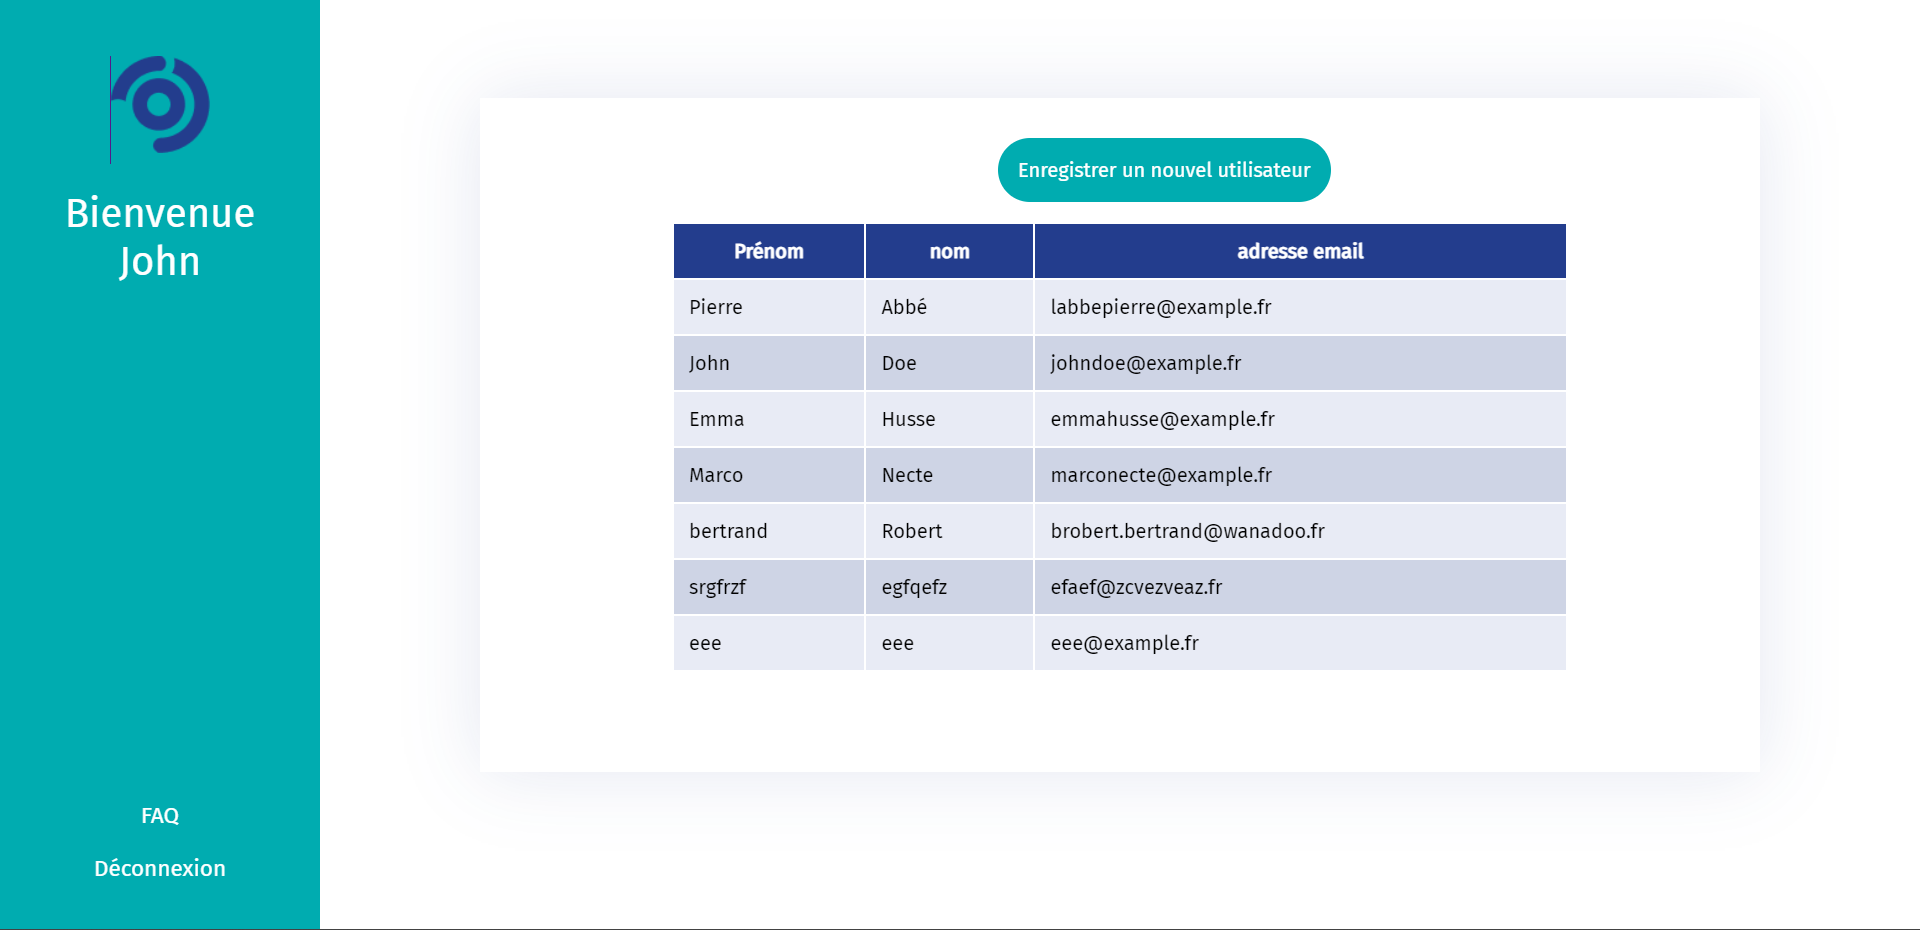 Bienvenue
John
FAQ
Déconnexion
Enregistrer un nouvel utilisateur
Prénom nom adresse email
Pierre Abbé labbepierre@example.fr
John Doe johndoe@example.fr
Emma Husse emmahusse@example.fr
Marco Necte marconecte@example.fr
bertrand Robert brobert.bertrand@wanadoo.fr
srgfrzf egfqefz efaef@zcvezveaz.fr
eee eee eee@example.fr